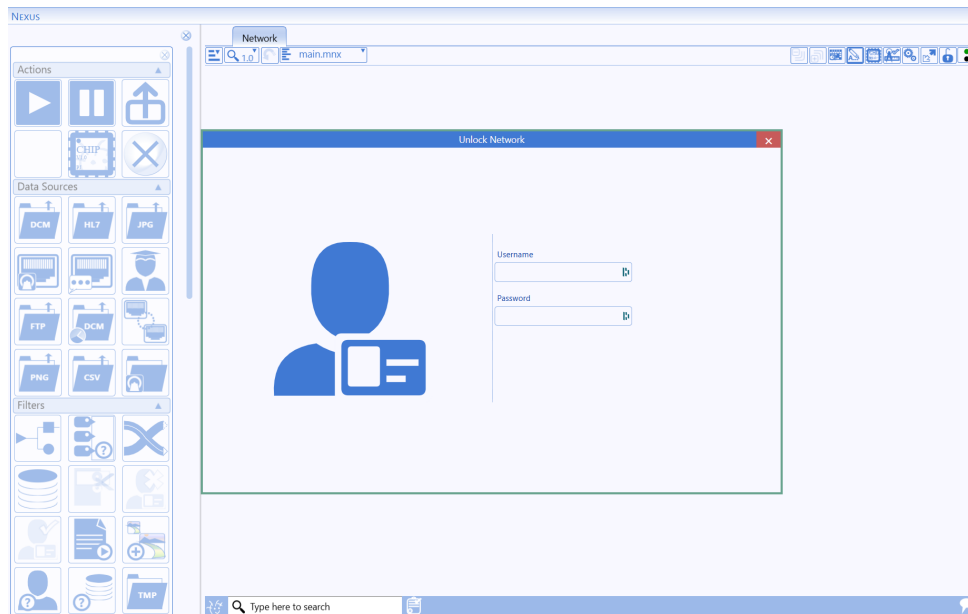 NEXUS
Network
1.0
main.mnx
Actions
CHIP
Data Sources
DCM
HL7
JPG
FTP
DCM
PNG
CSV
Filters
TMP
Unlock Network
Username
Password
Type here to search